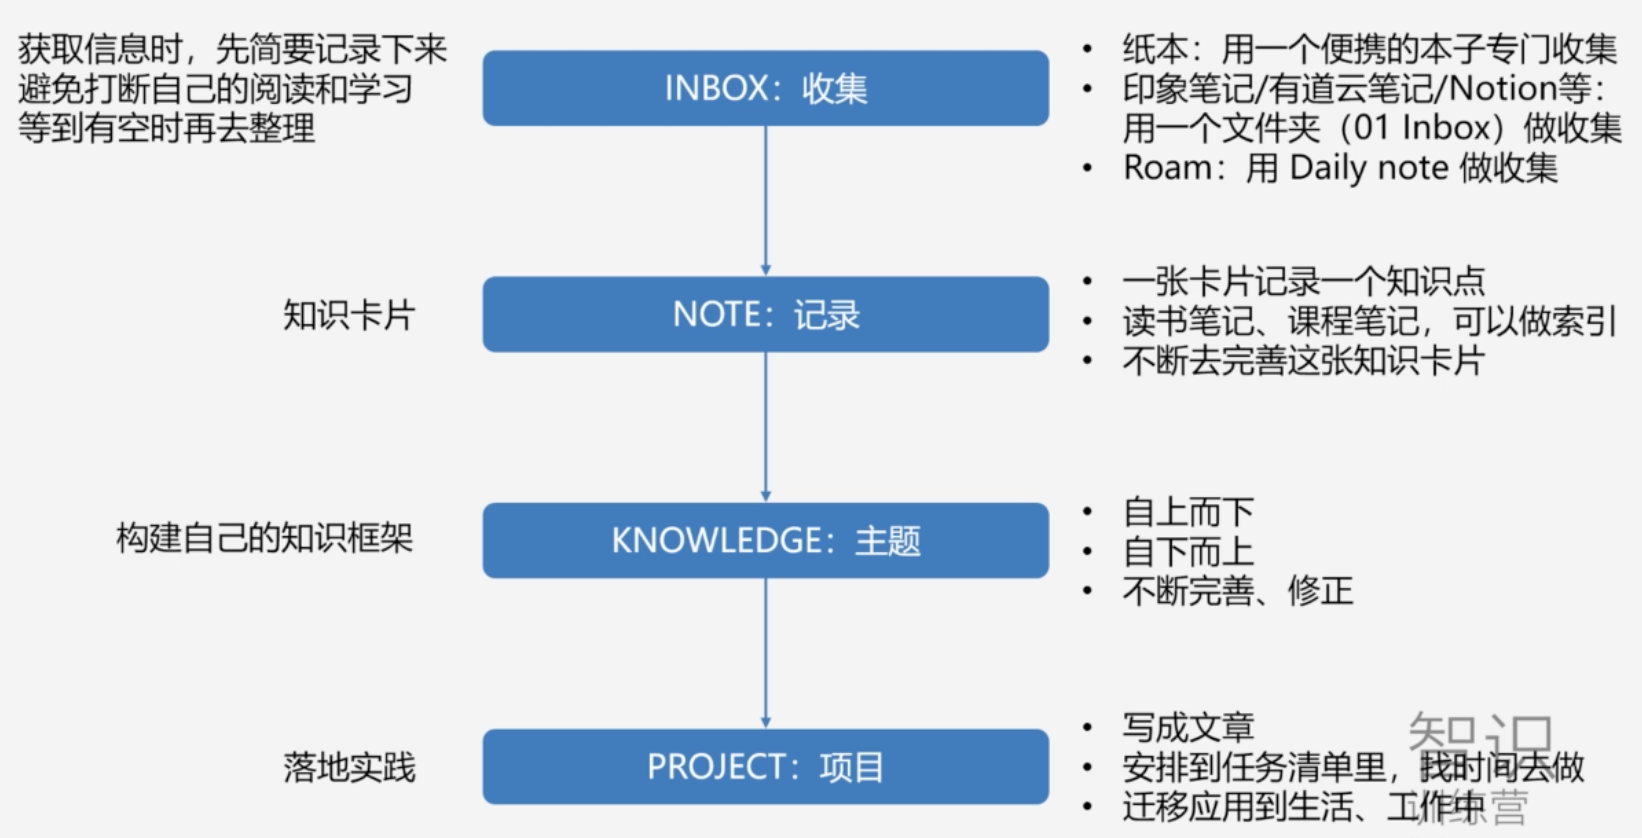 获取信息时，先简要记录下来
避免打断自己的阅读和学习
等到有空时再去整理
INBOX：收集
• 纸本：用一个便携的本子专门收集
• 印象笔记/有道云笔记/Notion等：
用一个文件夹（01 Inbox）做收集
• Roam：用 Daily note 做收集
知识卡片
NOTE：记录
• 一张卡片记录一个知识点
• 读书笔记、课程笔记，可以做索引
• 不断去完善这张知识卡片
构建自己的知识框架
KNOWLEDGE：主题
• 自上而下
• 自下而上
• 不断完善、修正
落地实践
PROJECT：项目
• 写成文章
• 安排到任务清单里，找时间去做
• 迁移应用到生活、工作中
知识
训练营